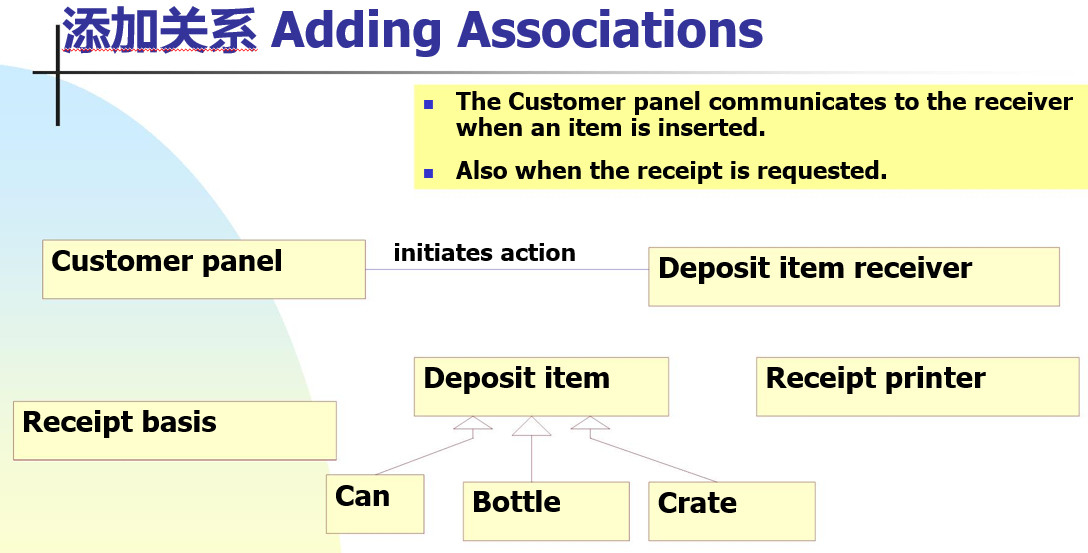 添加关系 Adding Associations
The Customer panel communicates to the receiver
when an item is inserted.
Also when the receipt is requested.
Customer panel
initiates action
Deposit item receiver
Deposit item
Receipt printer
Receipt basis
Can
Bottle
Crate